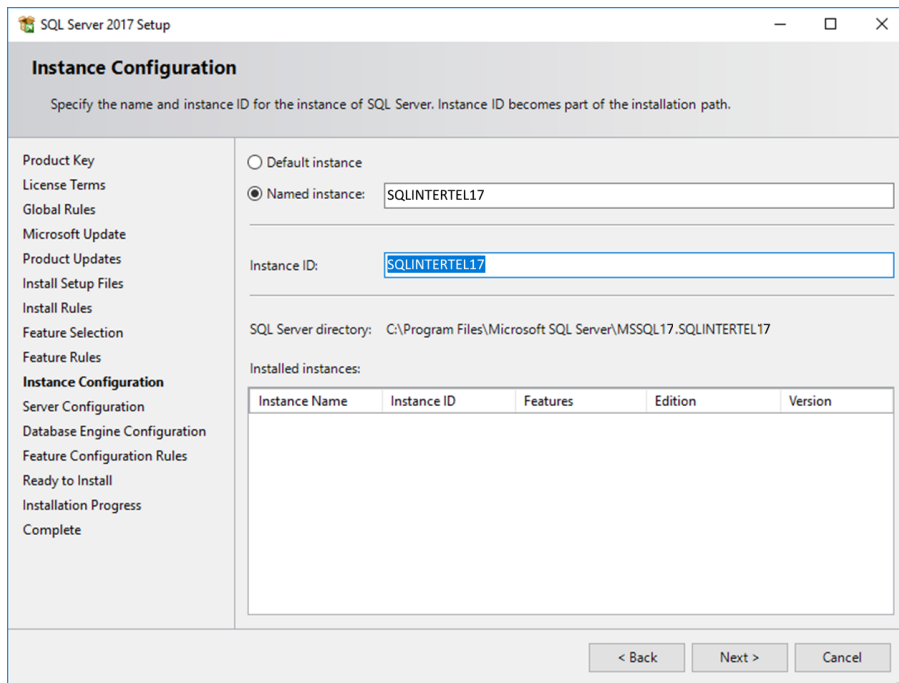 SQL Server 2017 Setup
Instance Configuration
Specify the name and instance ID for the instance of SQL Server. Instance ID becomes part of the installation path.
Product Key
License Terms
Global Rules
Microsoft Update
Product Updates
Install Setup Files
Install Rules
Feature Selection
Feature Rules
Instance Configuration
Server Configuration
Database Engine Configuration
Feature Configuration Rules
Ready to Install
Installation Progress
Complete
Default instance
Named instance: SQLINTERTEL17
Instance ID: SQLINTERTEL17
SQL Server directory: C:\Program Files\Microsoft SQL Server\MSSQL17.SQLINTERTEL17
Installed instances:
Instance Name Instance ID Features Edition Version
< Back Next > Cancel